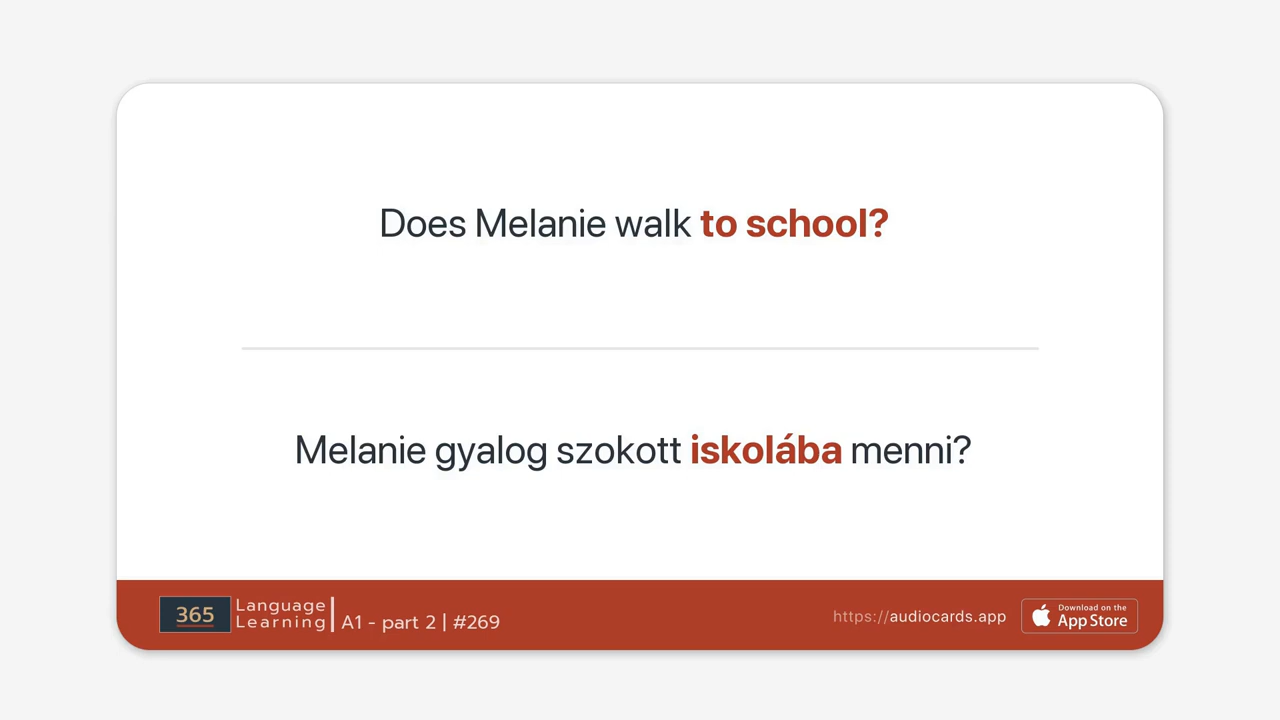 Does Melanie walk to school?
Melanie gyalog szokott iskolába menni?
365 Language Learning
A1 - part 2 | #269
https://audiocards.app
Download on the
App Store